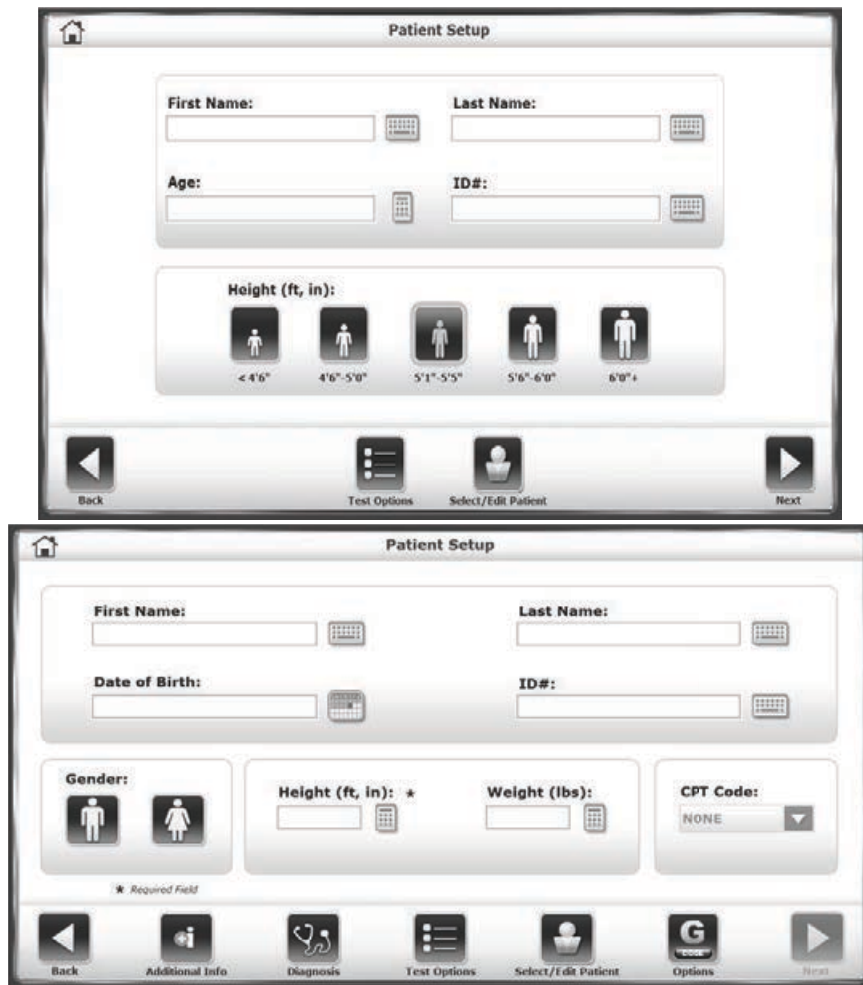 Patient Setup
First Name: Last Name:
Age: ID#:
Height (ft, in):
< 4'6" 4'6"-5'0" 5'1"-5'5" 5'6"-6'0" 6'0"+
Back Test Options Select/Edit Patient Next
Patient Setup
First Name: Last Name:
Date of Birth: ID#:
Gender: Height (ft, in): * Weight (lbs): CPT Code:
NONE
* Required Field
i
G
CODE
Back Additional Info Diagnosis Test Options Select/Edit Patient Options Next